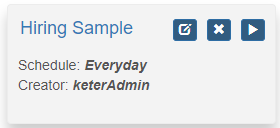 Hiring Sample
Schedule: Everyday
Creator: keterAdmin